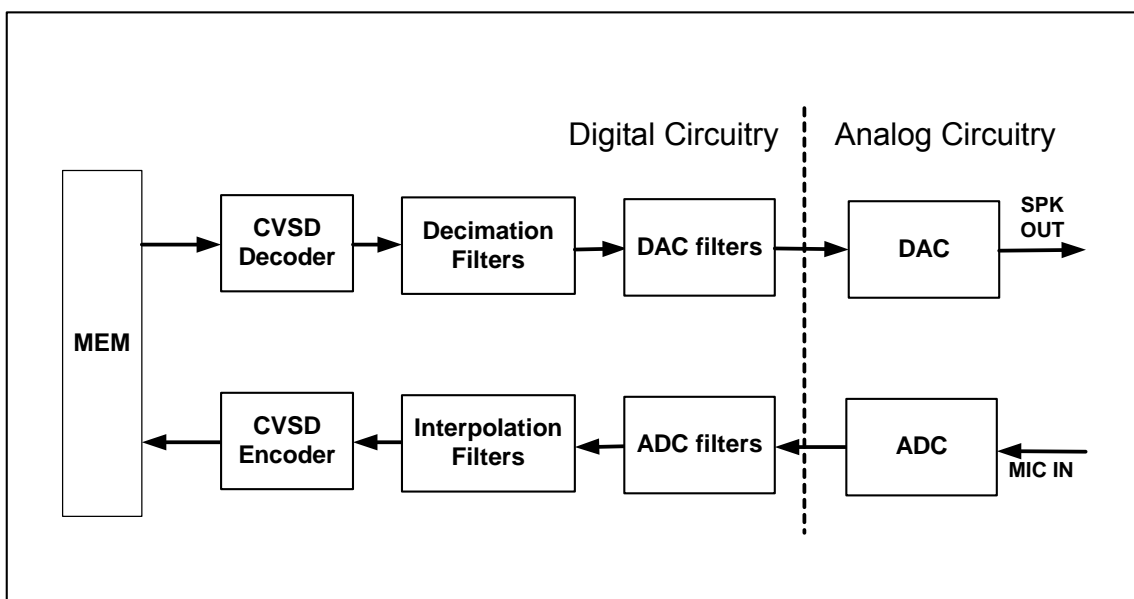 Digital Circuitry
Analog Circuitry
MEM
CVSD
Decoder
Decimation
Filters
DAC filters
DAC
SPK
OUT
CVSD
Encoder
Interpolation
Filters
ADC filters
ADC
MIC IN